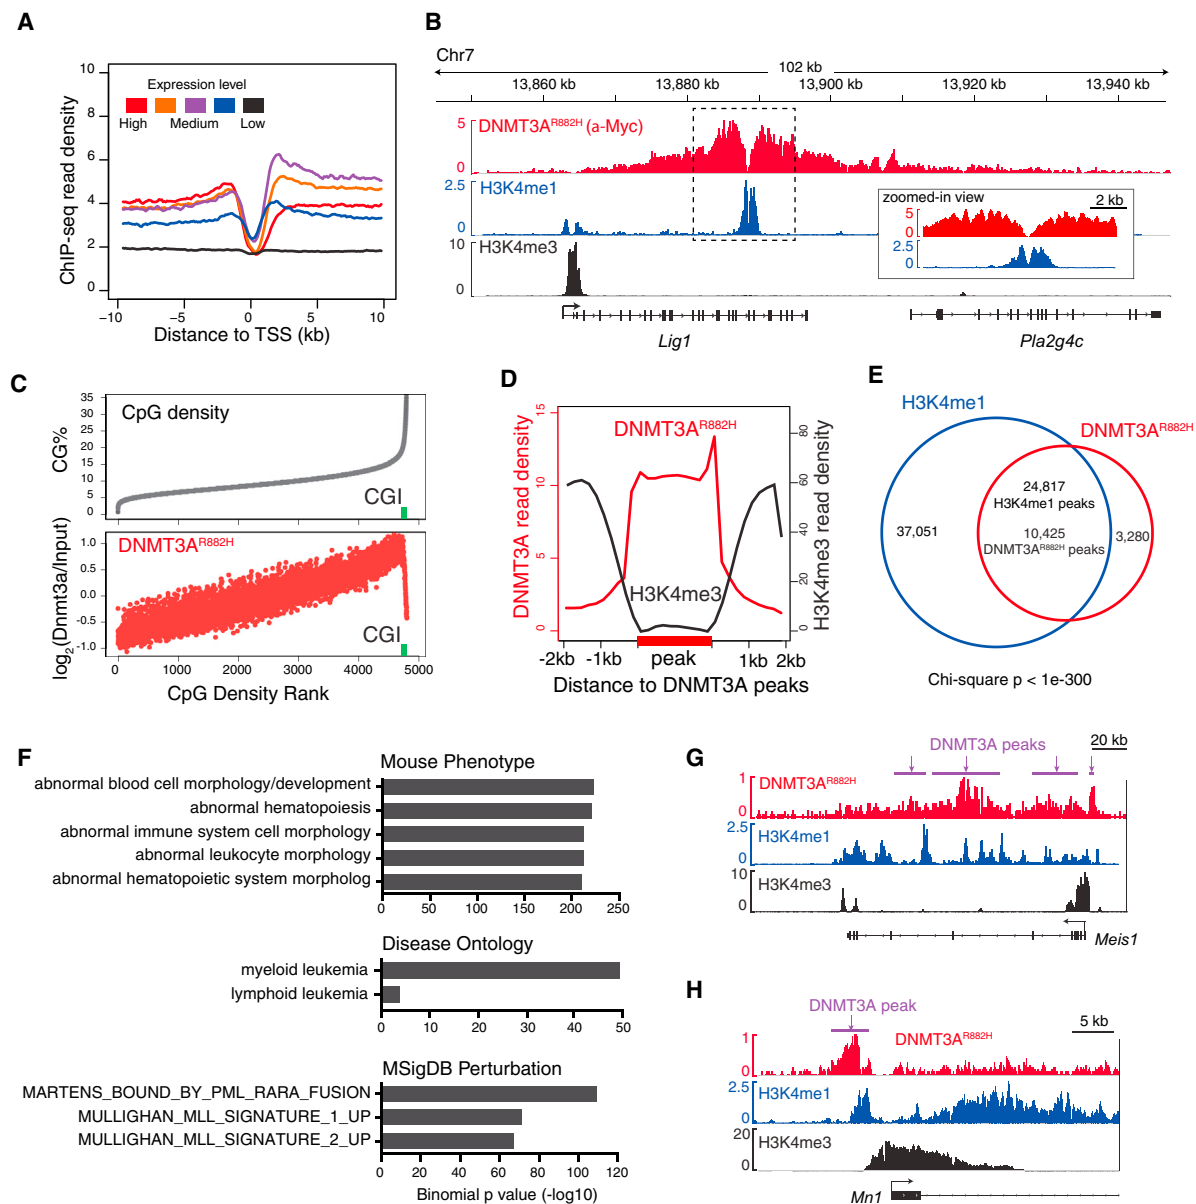 A
10
8
6
4
2
0
ChIP-seq read density
Expression level
High Medium Low
−10 −5 0 5 10
Distance to TSS (kb)
B
Chr7
102 kb
13,860 kb 13,880 kb 13,900 kb 13,920 kb 13,940 kb
5
0
DNMT3A^R882H (a-Myc)
2.5
0
H3K4me1
10
0
H3K4me3
zoomed-in view
2 kb
5
0
2.5
0
Lig1 Pla2g4c
C
35
30
25
20
15
10
5
0
CG%
CpG density
CGI
1.0
0.5
0.0
-0.5
-1.0
log2(Dnmt3a/Input)
DNMT3A^R882H
CGI
0 1000 2000 3000 4000 5000
CpG Density Rank
D
15
10
5
0
DNMT3A read density
DNMT3A^R882H
H3K4me3
80
60
40
20
0
H3K4me3 read density
-2kb -1kb peak 1kb 2kb
Distance to DNMT3A peaks
E
H3K4me1
DNMT3A^R882H
24,817
H3K4me1 peaks
37,051
10,425
DNMT3A^R882H peaks
3,280
Chi-square p < 1e-300
F
Mouse Phenotype
abnormal blood cell morphology/development
abnormal hematopoiesis
abnormal immune system cell morphology
abnormal leukocyte morphology
abnormal hematopoietic system morpholog
0 50 100 150 200 250
Disease Ontology
myeloid leukemia
lymphoid leukemia
0 10 20 30 40 50
MSigDB Perturbation
MARTENS_BOUND_BY_PML_RARA_FUSION
MULLIGHAN_MLL_SIGNATURE_1_UP
MULLIGHAN_MLL_SIGNATURE_2_UP
0 20 40 60 80 100 120
Binomial p value (-log10)
G
DNMT3A peaks
20 kb
1
0
DNMT3A^R882H
2.5
0
H3K4me1
10
0
H3K4me3
Meis1
H
DNMT3A peak
5 kb
1
0
DNMT3A^R882H
2.5
0
H3K4me1
20
0
H3K4me3
Mn1